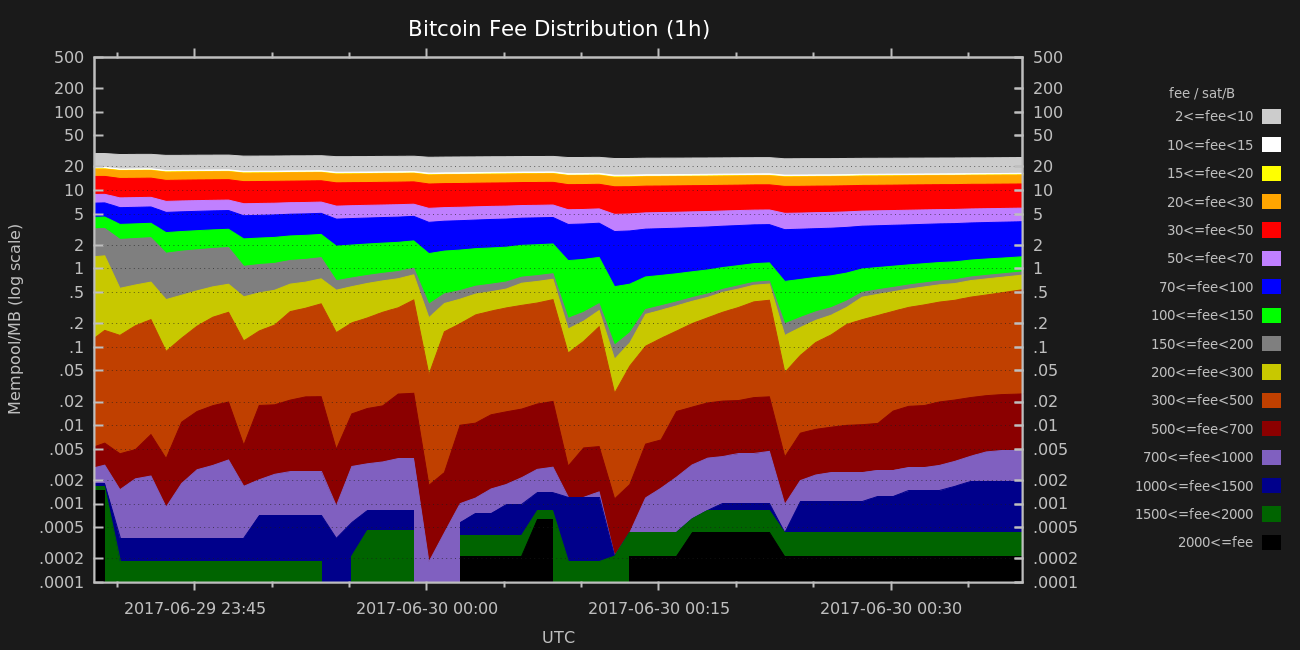 Bitcoin Fee Distribution (1h)
Mempool/MB (log scale)
500
200
100
50
20
10
5
2
1
.5
.2
.1
.05
.02
.01
.005
.002
.001
.0005
.0002
.0001
500
200
100
50
20
10
5
2
1
.5
.2
.1
.05
.02
.01
.005
.002
.001
.0005
.0002
.0001
fee / sat/B
2<=fee<10
10<=fee<15
15<=fee<20
20<=fee<30
30<=fee<50
50<=fee<70
70<=fee<100
100<=fee<150
150<=fee<200
200<=fee<300
300<=fee<500
500<=fee<700
700<=fee<1000
1000<=fee<1500
1500<=fee<2000
2000<=fee
2017-06-29 23:45 2017-06-30 00:00 2017-06-30 00:15 2017-06-30 00:30
UTC